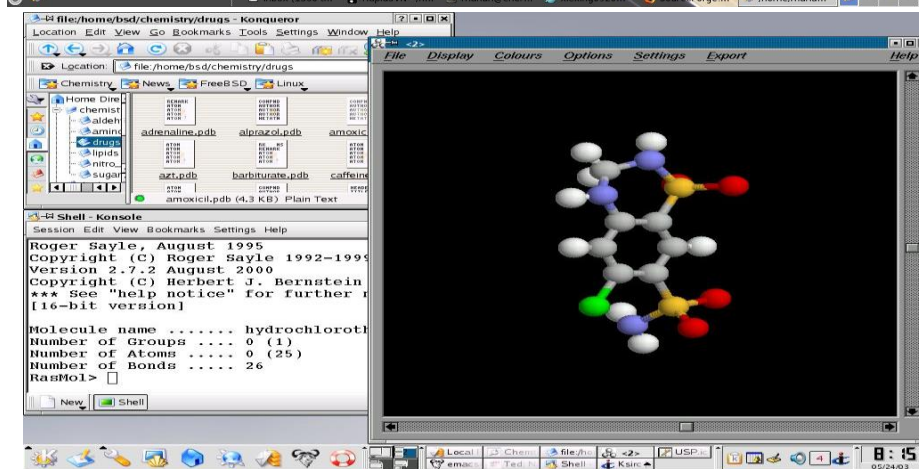 file:/home/bsd/chemistry/drugs - Konqueror
Location Edit View Go Bookmarks Tools Settings Window Help
Location: file:/home/bsd/chemistry/drugs
Chemistry News FreeBSD Linux
Home Dire
chemist
aldeh
amino
drugs
lipids
nitro_
sugar
adrenaline.pdb alprazol.pdb amoxic
azt.pdb barbiturate.pdb caffeine
amoxicil.pdb (4.3 KB) Plain Text
Shell - Konsole
Session Edit View Bookmarks Settings Help
Roger Sayle, August 1995
Copyright (C) Roger Sayle 1992-1999
Version 2.7.2 August 2000
Copyright (C) Herbert J. Bernstein
*** See "help notice" for further
[16-bit version]
Molecule name ....... hydrochloroth
Number of Groups .... 0 (1)
Number of Atoms ..... 0 (25)
Number of Bonds ..... 26
RasMol>
New Shell
<2>
File Display Colours Options Settings Export Help
Local Chem file:/ho <2> USP
emac Ted Shell Ksirc
4
8:15
05/24/0